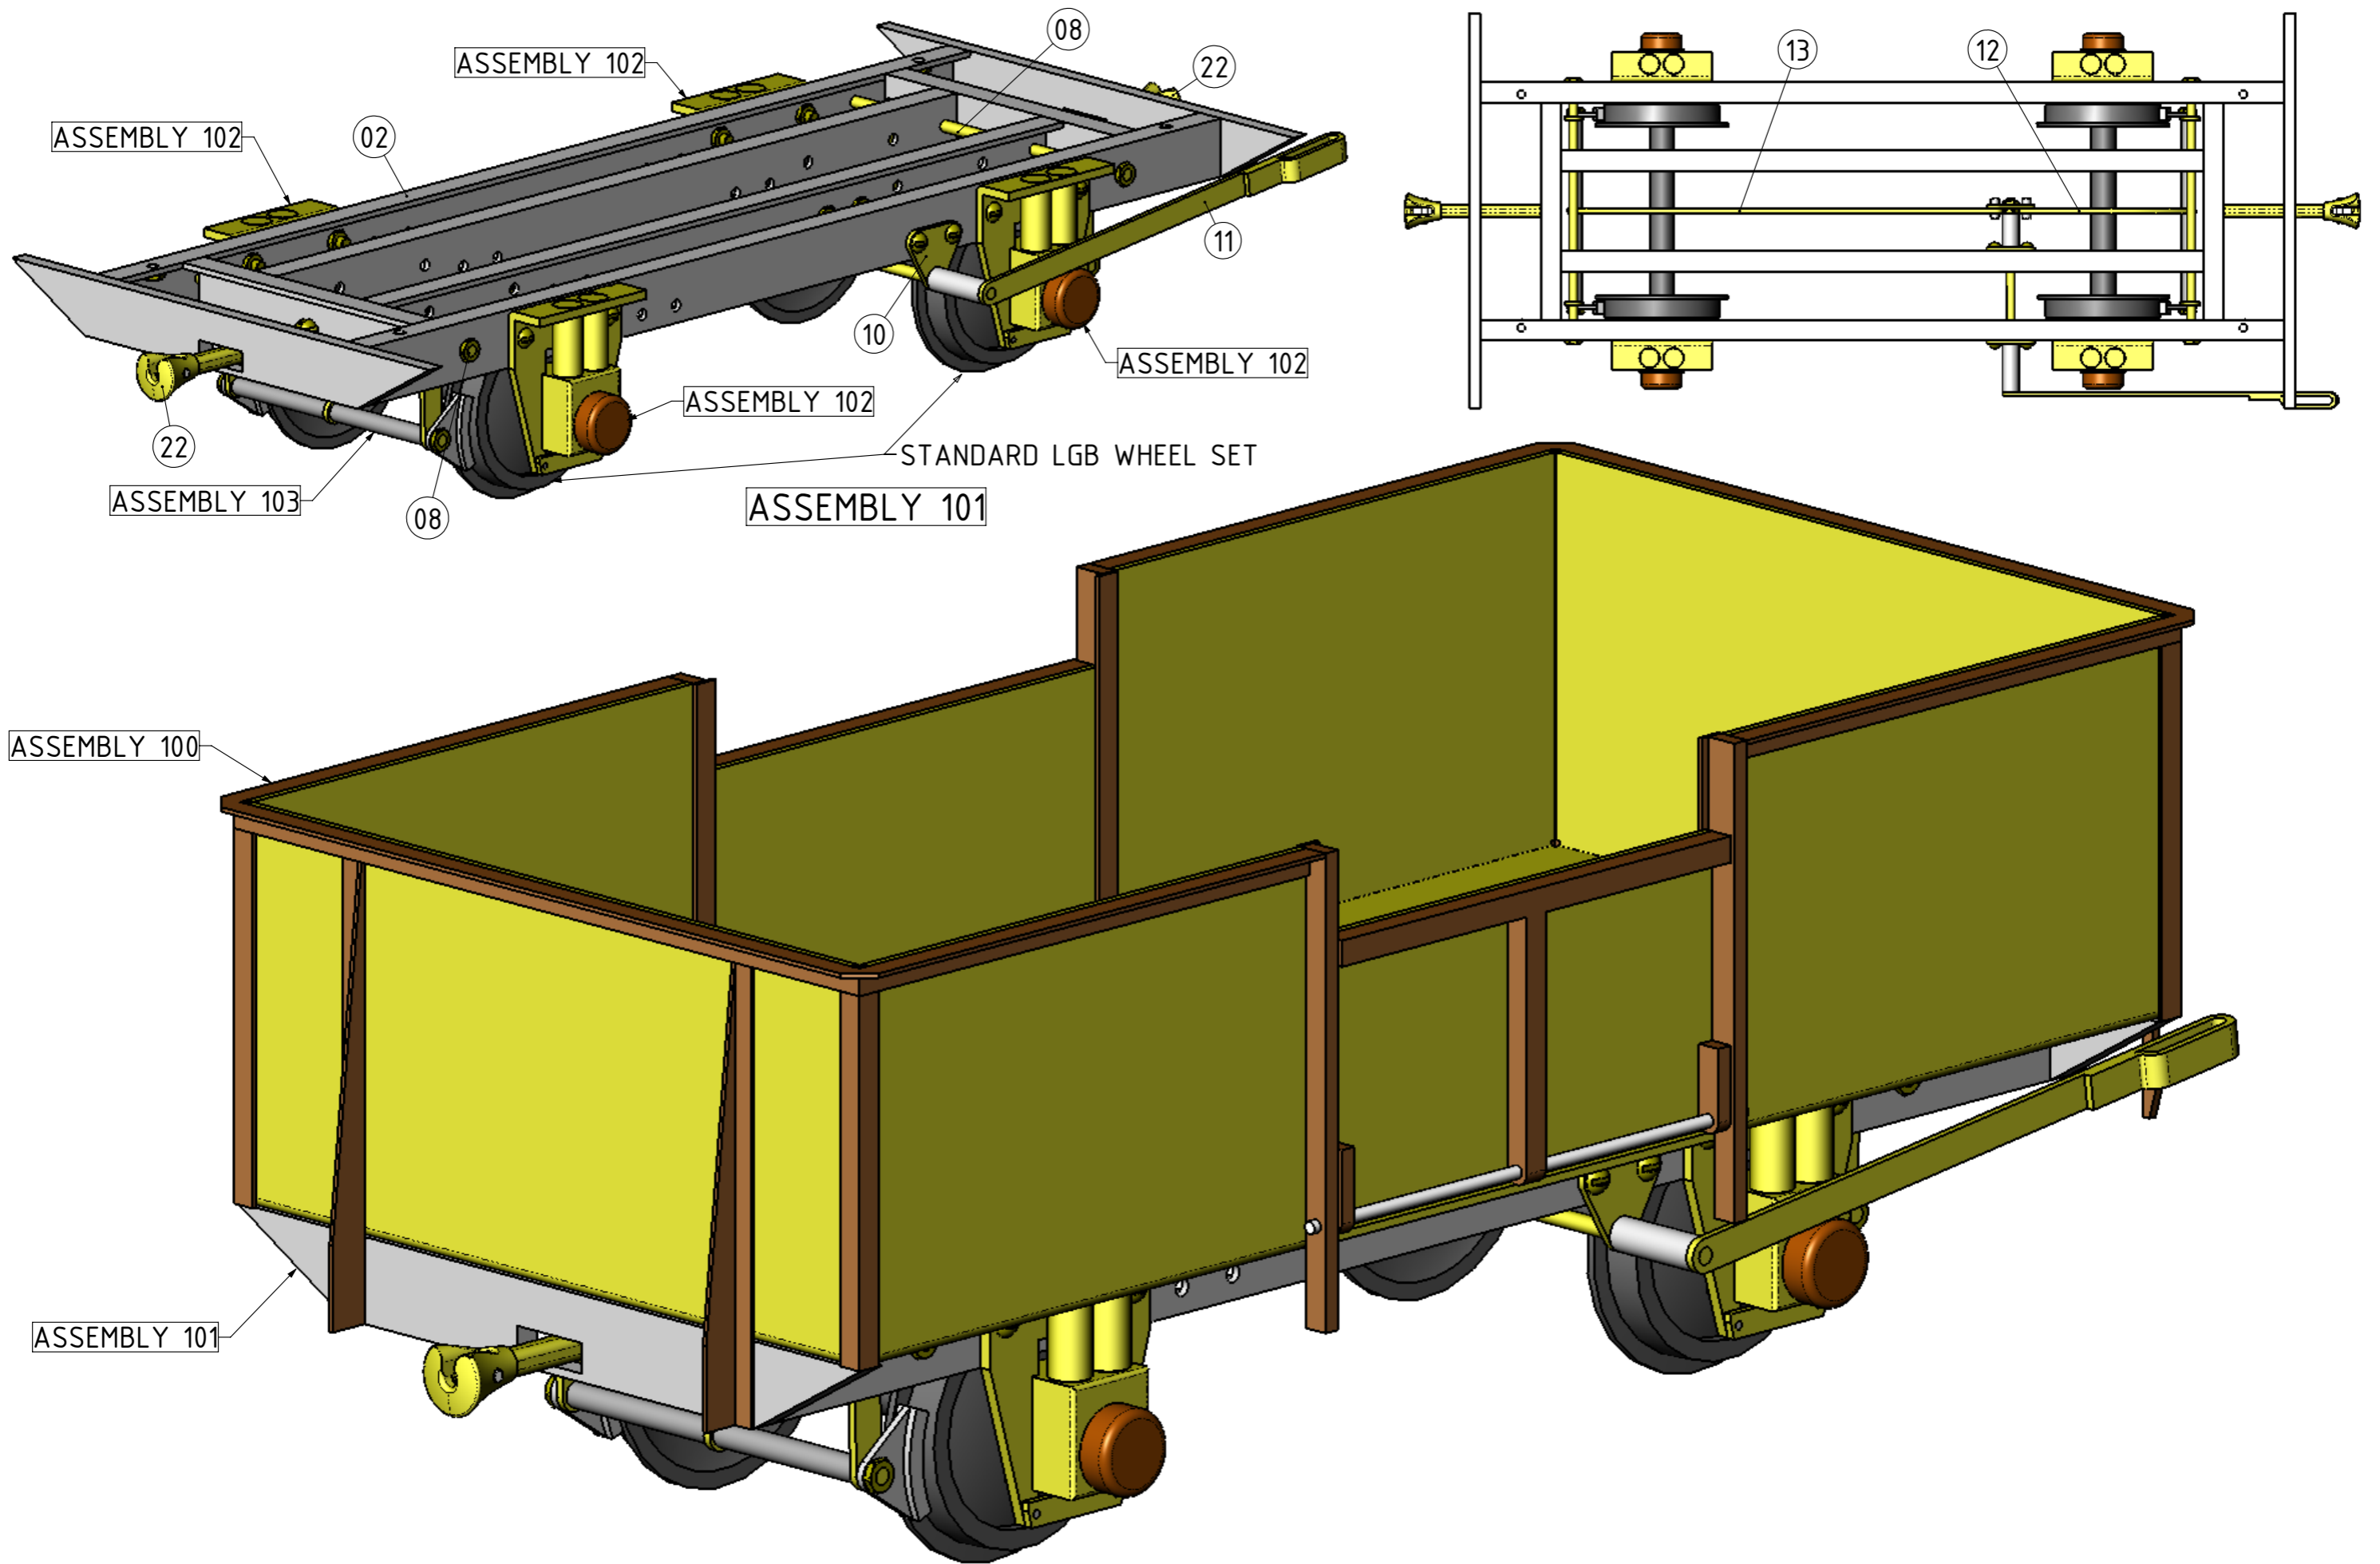 08
ASSEMBLY 102
22
13
12
ASSEMBLY 102
02
11
10
ASSEMBLY 102
ASSEMBLY 102
22
STANDARD LGB WHEEL SET
ASSEMBLY 103
08
ASSEMBLY 101
ASSEMBLY 100
ASSEMBLY 101